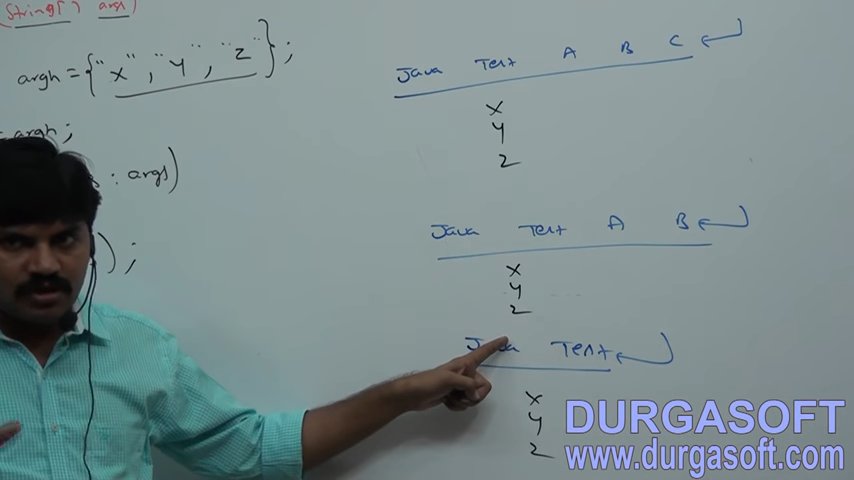 (String[] args)
argh = {"X", "Y", "Z"};
= argh;
: args)
);
Java Test A B C
X
Y
Z
Java Test A B
X
Y
Z
Java Test
X
Y
Z
DURGASOFT
www.durgasoft.com